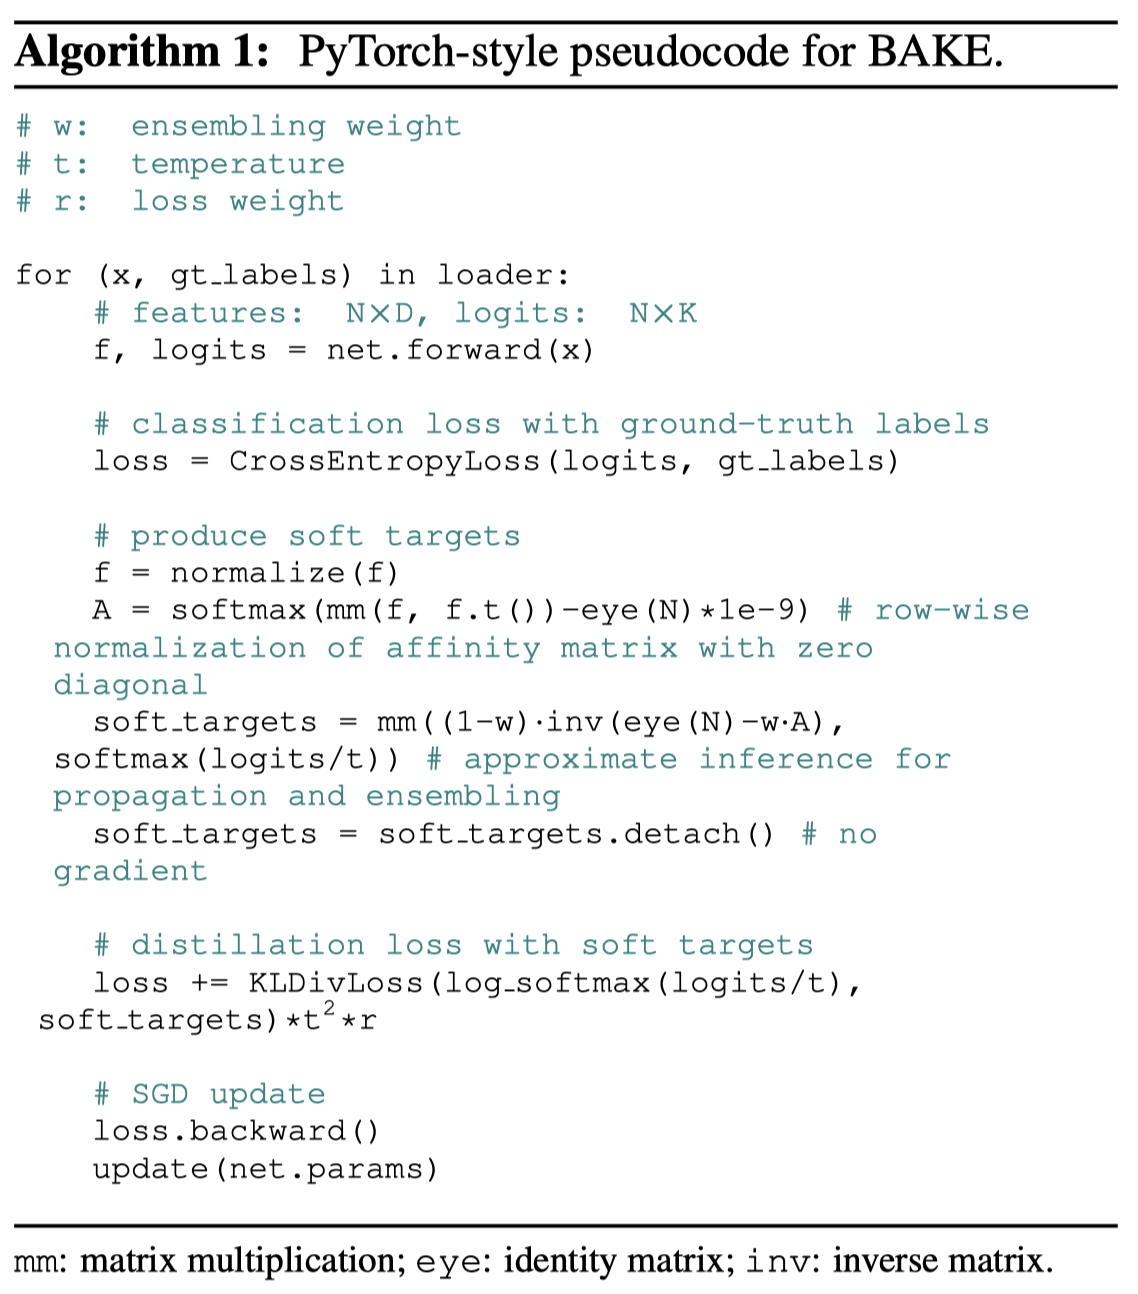 Algorithm 1: PyTorch-style pseudocode for BAKE.
# w: ensembling weight
# t: temperature
# r: loss weight
for (x, gt_labels) in loader:
# features: N×D, logits: N×K
f, logits = net.forward(x)
# classification loss with ground-truth labels
loss = CrossEntropyLoss(logits, gt_labels)
# produce soft targets
f = normalize(f)
A = softmax(mm(f, f.t())-eye(N)*1e-9) # row-wise
normalization of affinity matrix with zero
diagonal
soft_targets = mm((1-w)·inv(eye(N)-w·A),
softmax(logits/t)) # approximate inference for
propagation and ensembling
soft_targets = soft_targets.detach() # no
gradient
# distillation loss with soft targets
loss += KLDivLoss(log_softmax(logits/t),
soft_targets)*t²*r
# SGD update
loss.backward()
update(net.params)
mm: matrix multiplication; eye: identity matrix; inv: inverse matrix.